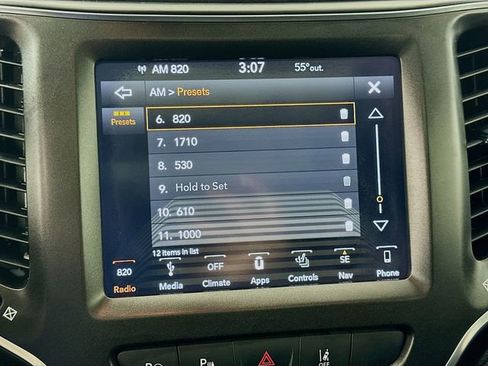 AM 820
3:07
55° out.
AM > Presets
Presets
6. 820
7. 1710
8. 530
9. Hold to Set
10. 610
11. 1000
12 items in list
820
OFF
SE
Radio
Media
Climate
Apps
Controls
Nav
Phone
OFF